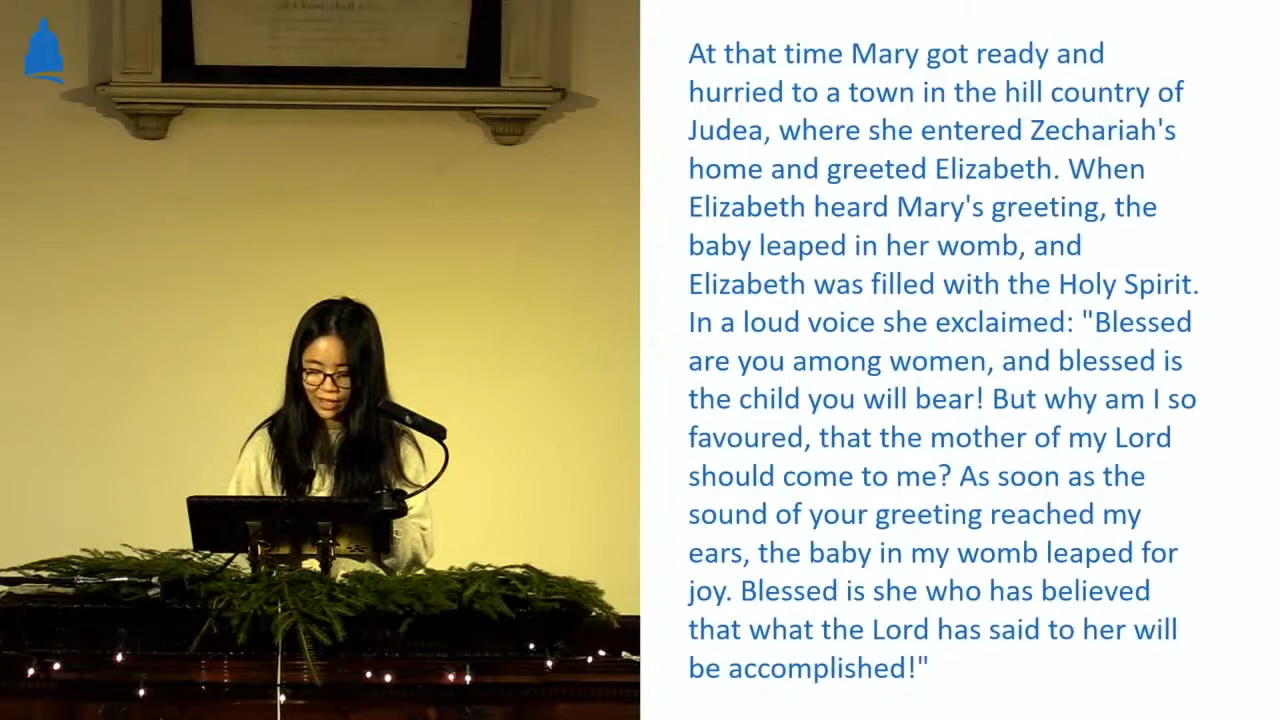 At that time Mary got ready and
hurried to a town in the hill country of
Judea, where she entered Zechariah's
home and greeted Elizabeth. When
Elizabeth heard Mary's greeting, the
baby leaped in her womb, and
Elizabeth was filled with the Holy Spirit.
In a loud voice she exclaimed: "Blessed
are you among women, and blessed is
the child you will bear! But why am I so
favoured, that the mother of my Lord
should come to me? As soon as the
sound of your greeting reached my
ears, the baby in my womb leaped for
joy. Blessed is she who has believed
that what the Lord has said to her will
be accomplished!"